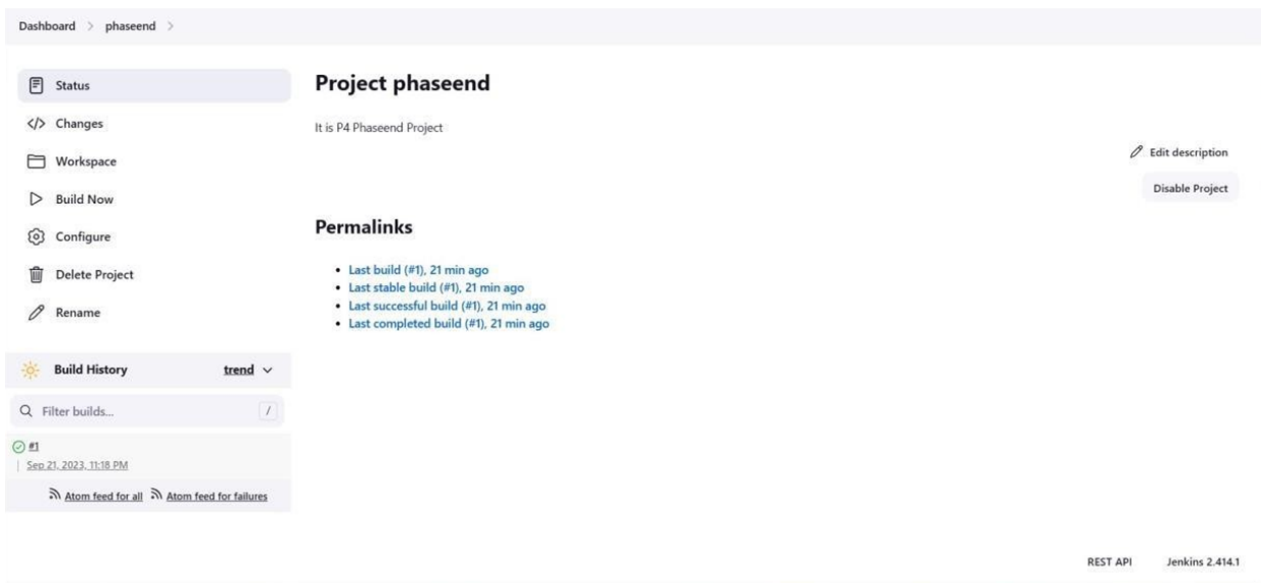 Dashboard > phaseend >
Status
Changes
Workspace
Build Now
Configure
Delete Project
Rename
Build History trend
Filter builds... /
#1
Sep 21, 2023, 11:18 PM
Atom feed for all Atom feed for failures
Project phaseend
It is P4 Phaseend Project
Edit description
Disable Project
Permalinks
• Last build (#1), 21 min ago
• Last stable build (#1), 21 min ago
• Last successful build (#1), 21 min ago
• Last completed build (#1), 21 min ago
REST API Jenkins 2.414.1